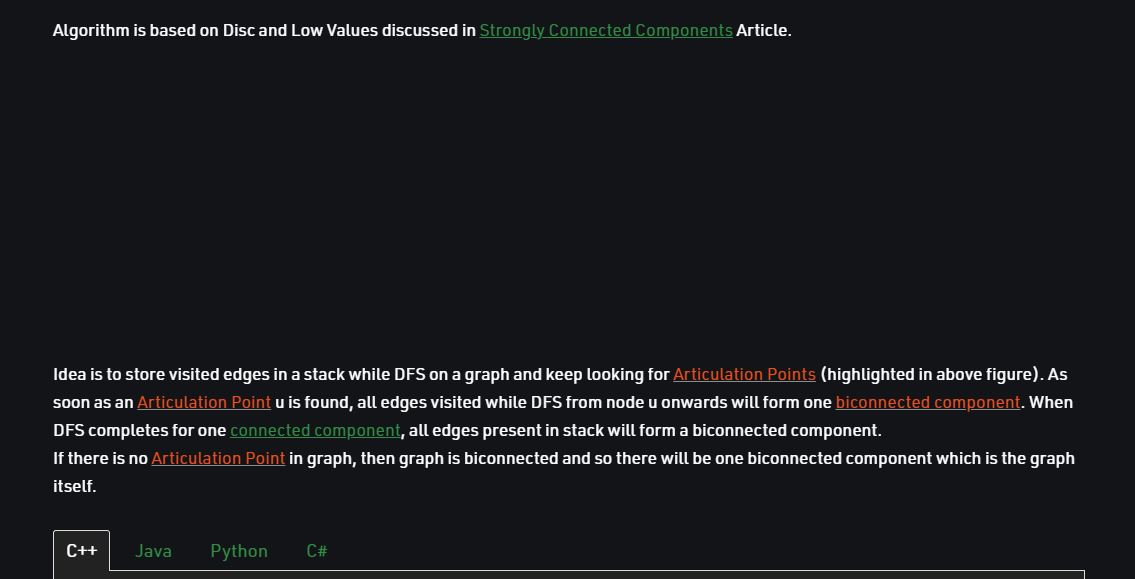 Algorithm is based on Disc and Low Values discussed in Strongly Connected Components Article.
Idea is to store visited edges in a stack while DFS on a graph and keep looking for Articulation Points (highlighted in above figure). As
soon as an Articulation Point u is found, all edges visited while DFS from node u onwards will form one biconnected component. When
DFS completes for one connected component, all edges present in stack will form a biconnected component.
If there is no Articulation Point in graph, then graph is biconnected and so there will be one biconnected component which is the graph
itself.
C++ Java Python C#